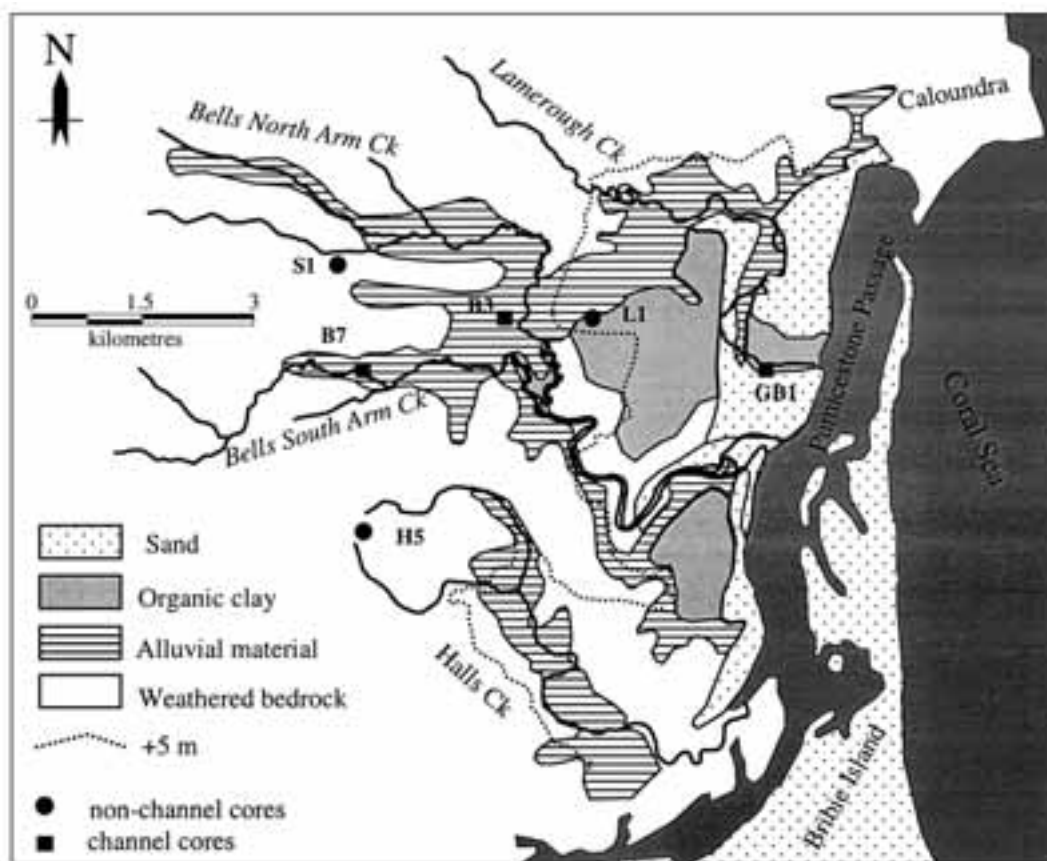 N
Lamerough Ck
Caloundra
Bells North Arm Ck
S1
0 1.5 3
kilometres
B3
L1
B7
GB1
Pumicestone Passage
Coral Sea
Bells South Arm Ck
H5
Sand
Organic clay
Alluvial material
Weathered bedrock
+5 m
Halls Ck
Bribie Island
non-channel cores
channel cores